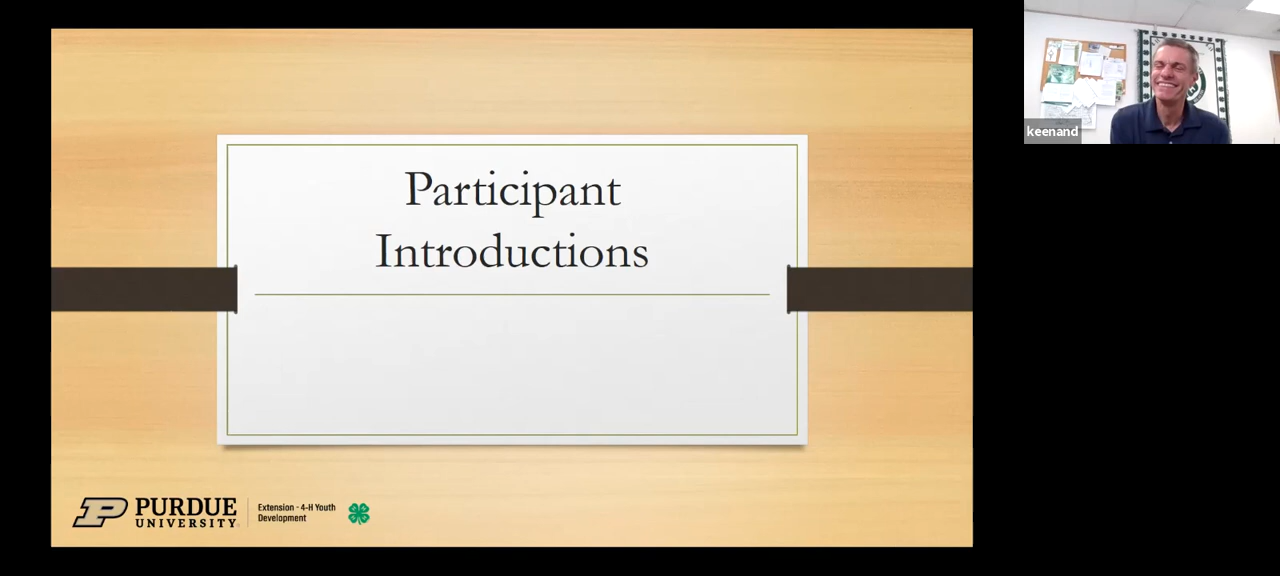 Participant
Introductions
PURDUE
UNIVERSITY
Extension - 4-H Youth
Development
keenand